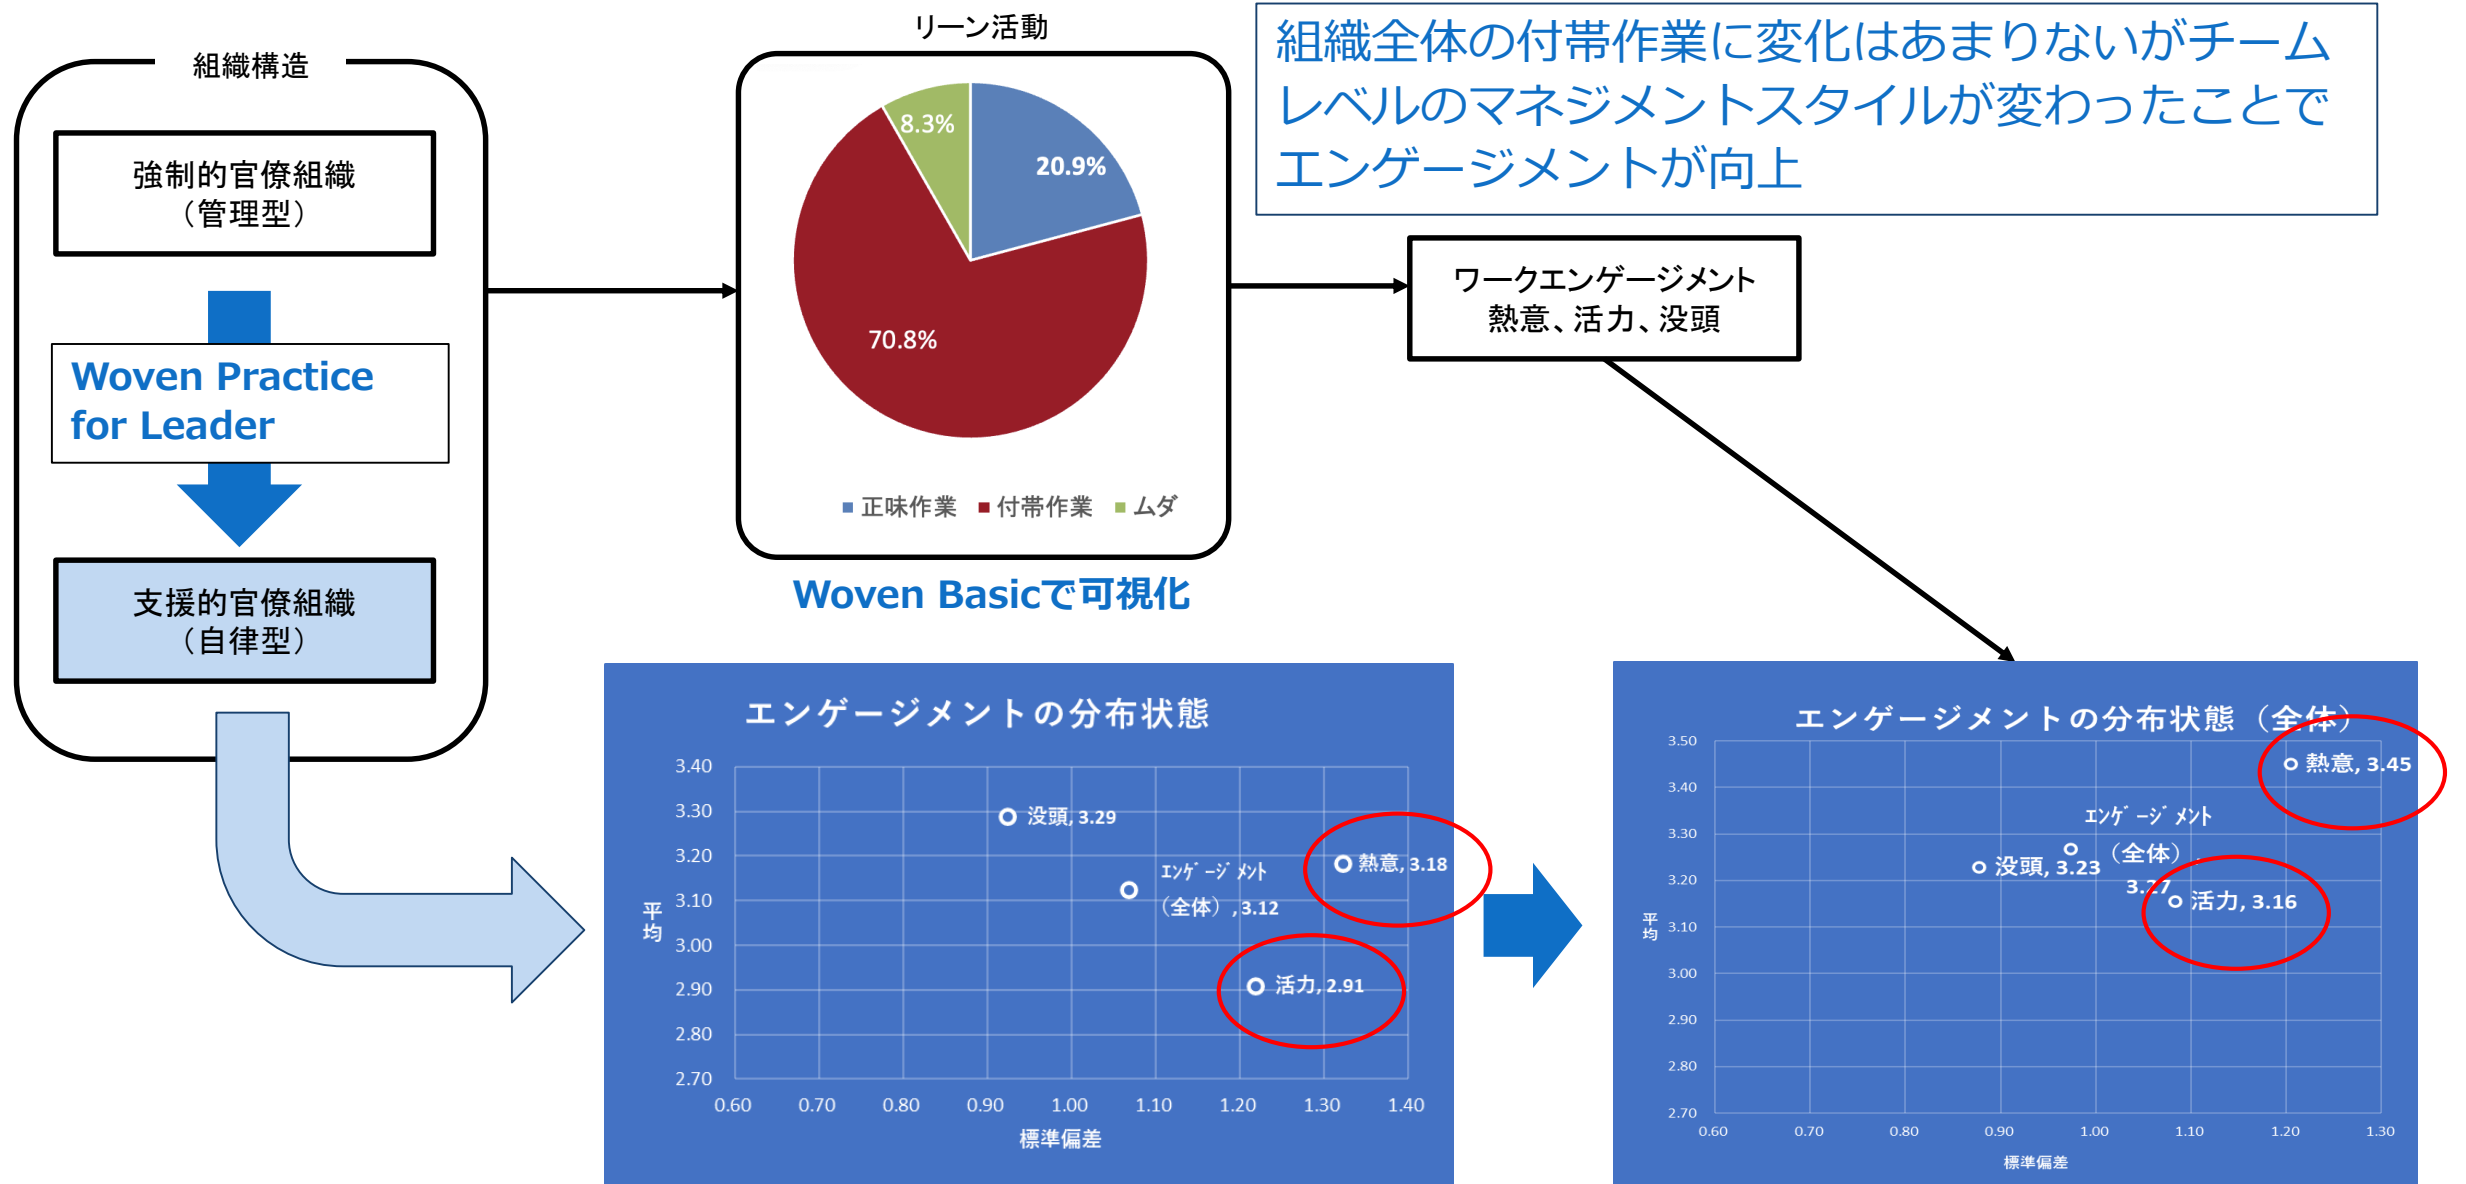 組織構造
強制的官僚組織
（管理型）
Woven Practice
for Leader
支援的官僚組織
（自律型）
リーン活動
8.3%
20.9%
70.8%
正味作業 付帯作業 ムダ
Woven Basicで可視化
組織全体の付帯作業に変化はあまりないがチーム
レベルのマネジメントスタイルが変わったことで
エンゲージメントが向上
ワークエンゲージメント
熱意、活力、没頭
エンゲージメントの分布状態
3.40
3.30
3.20
3.10
3.00
2.90
2.80
2.70
平均
没頭, 3.29
熱意, 3.18
ｴﾝｹﾞｰｼﾞﾒﾝﾄ
（全体）, 3.12
活力, 2.91
0.60 0.70 0.80 0.90 1.00 1.10 1.20 1.30 1.40
標準偏差
エンゲージメントの分布状態（全体）
3.50
3.40
3.30
3.20
3.10
3.00
2.90
2.80
2.70
平均
熱意, 3.45
ｴﾝｹﾞｰｼﾞﾒﾝﾄ
（全体）,
3.27
没頭, 3.23
活力, 3.16
0.60 0.70 0.80 0.90 1.00 1.10 1.20 1.30
標準偏差